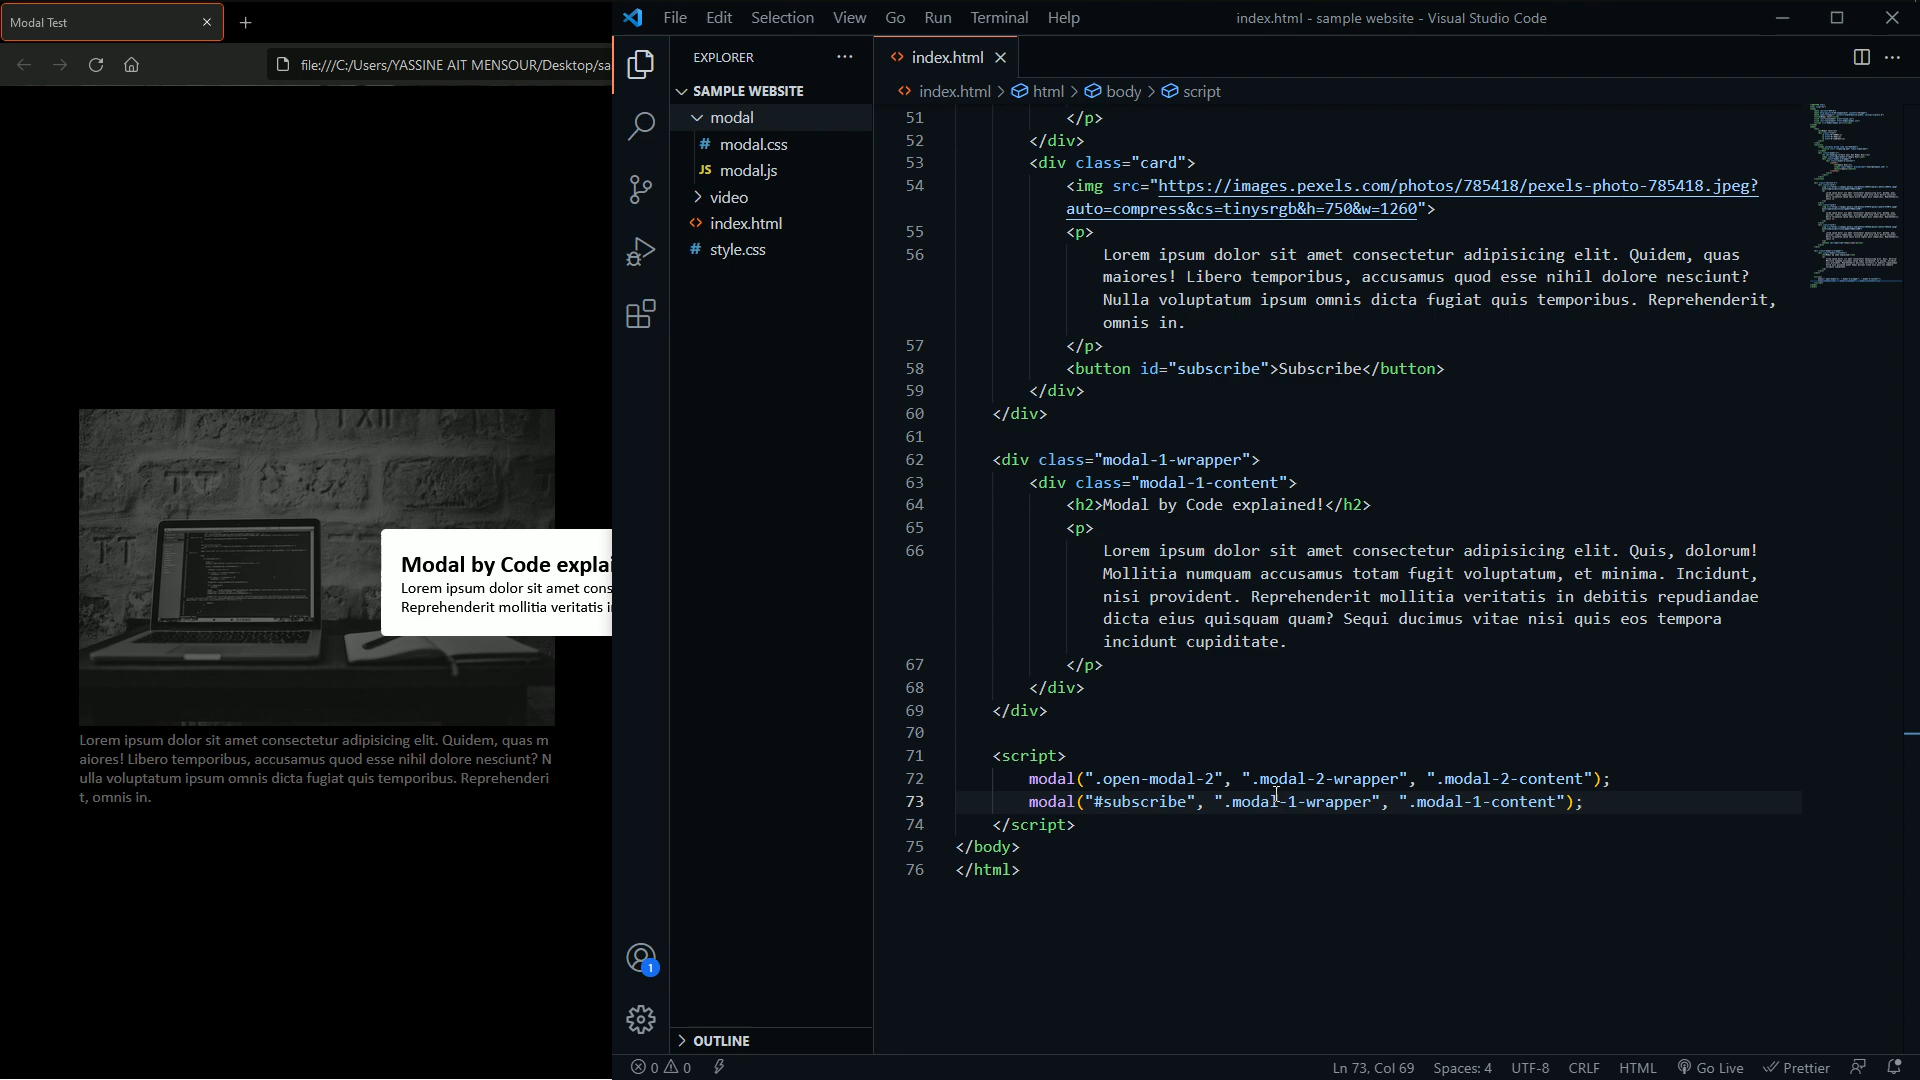 Modal Test
file:///C:/Users/YASSINE AIT MENSOUR/Desktop/sa
Modal by Code explai
Lorem ipsum dolor sit amet cons
Reprehenderit mollitia veritatis i
Lorem ipsum dolor sit amet consectetur adipisicing elit. Quidem, quas m
aiores! Libero temporibus, accusamus quod esse nihil dolore nesciunt? N
ulla voluptatum ipsum omnis dicta fugiat quis temporibus. Reprehenderi
t, omnis in.
File Edit Selection View Go Run Terminal Help
index.html - sample website - Visual Studio Code
EXPLORER
SAMPLE WEBSITE
modal
# modal.css
JS modal.js
video
<> index.html
# style.css
OUTLINE
1
<> index.html
<> index.html > html > body > script
51 </p>
52 </div>
53 <div class="card">
54 <img src="https://images.pexels.com/photos/785418/pexels-photo-785418.jpeg?
auto=compress&cs=tinysrgb&h=750&w=1260">
55 <p>
56 Lorem ipsum dolor sit amet consectetur adipisicing elit. Quidem, quas
maiores! Libero temporibus, accusamus quod esse nihil dolore nesciunt?
Nulla voluptatum ipsum omnis dicta fugiat quis temporibus. Reprehenderit,
omnis in.
57 </p>
58 <button id="subscribe">Subscribe</button>
59 </div>
60 </div>
61
62 <div class="modal-1-wrapper">
63 <div class="modal-1-content">
64 <h2>Modal by Code explained!</h2>
65 <p>
66 Lorem ipsum dolor sit amet consectetur adipisicing elit. Quis, dolorum!
Mollitia numquam accusamus totam fugit voluptatum, et minima. Incidunt,
nisi provident. Reprehenderit mollitia veritatis in debitis repudiandae
dicta eius quisquam quam? Sequi ducimus vitae nisi quis eos tempora
incidunt cupiditate.
67 </p>
68 </div>
69 </div>
70
71 <script>
72 modal(".open-modal-2", ".modal-2-wrapper", ".modal-2-content");
73 modal("#subscribe", ".modal-1-wrapper", ".modal-1-content");
74 </script>
75 </body>
76 </html>
0 0
Ln 73, Col 69 Spaces: 4 UTF-8 CRLF HTML Go Live Prettier